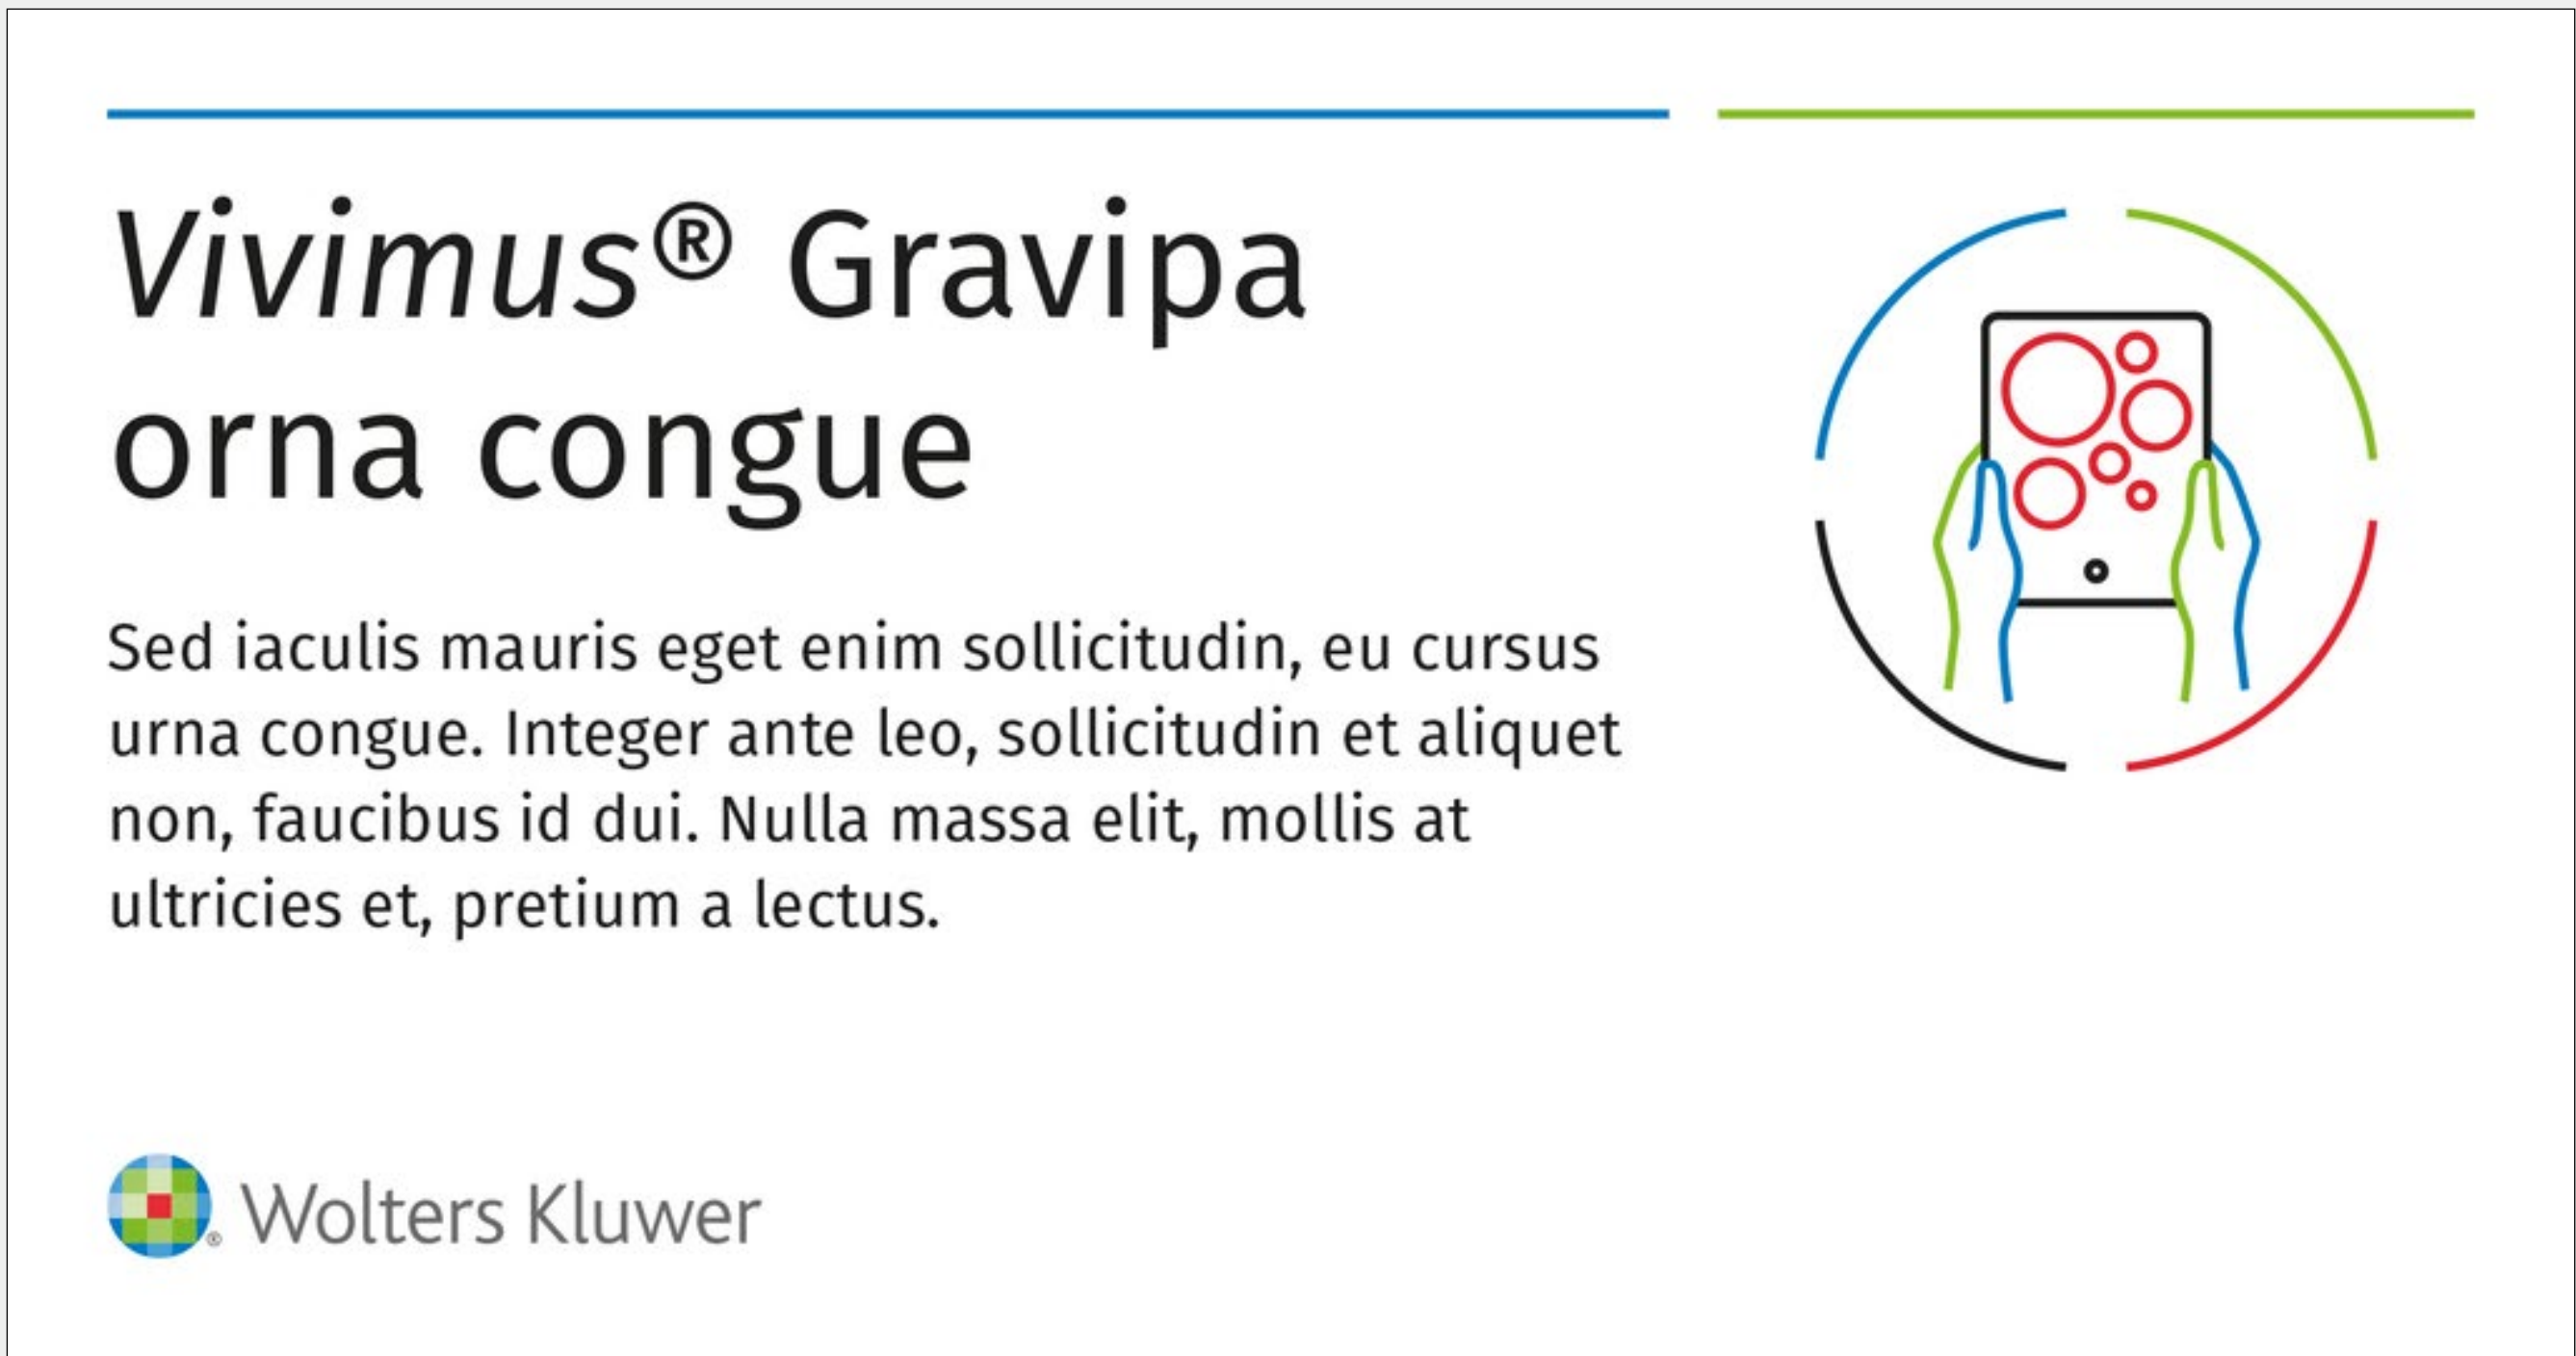 Vivimus® Gravipa
orna congue
Sed iaculis mauris eget enim sollicitudin, eu cursus
urna congue. Integer ante leo, sollicitudin et aliquet
non, faucibus id dui. Nulla massa elit, mollis at
ultricies et, pretium a lectus.
® Wolters Kluwer